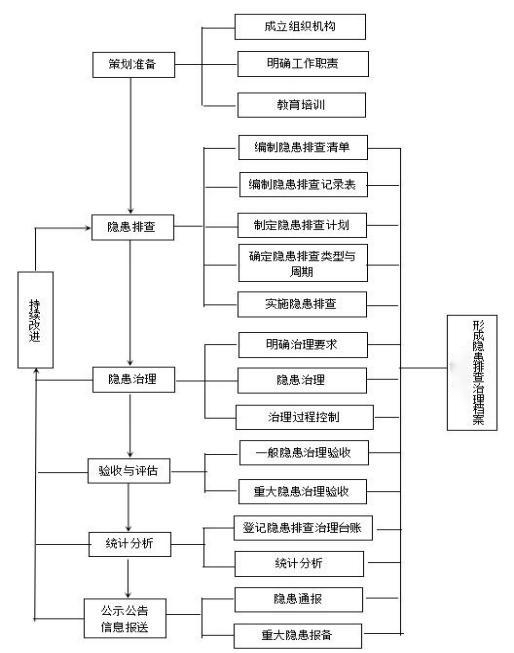 成立组织机构
策划准备
明确工作职责
教育培训
编制隐患排查清单
编制隐患排查记录表
隐患排查
制定隐患排查计划
确定隐患排查类型与
周期
实施隐患排查
持续改进
形成隐患排查治理档案
明确治理要求
隐患治理
隐患治理
治理过程控制
一般隐患治理验收
验收与评估
重大隐患治理验收
登记隐患排查治理台账
统计分析
统计分析
公示公告
信息报送
隐患通报
重大隐患报备